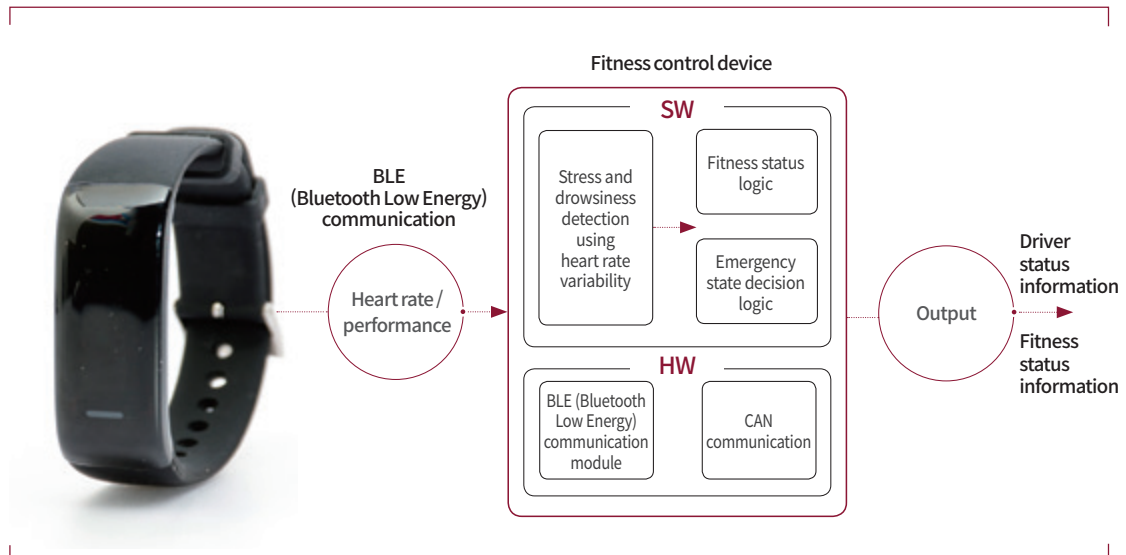 Fitness control device
BLE
(Bluetooth Low Energy)
communication
Heart rate /
performance
SW
Stress and
drowsiness
detection
using
heart rate
variability
Fitness status
logic
Emergency
state decision
logic
HW
BLE (Bluetooth
Low Energy)
communication
module
CAN
communication
Output
Driver
status
information
Fitness
status
information